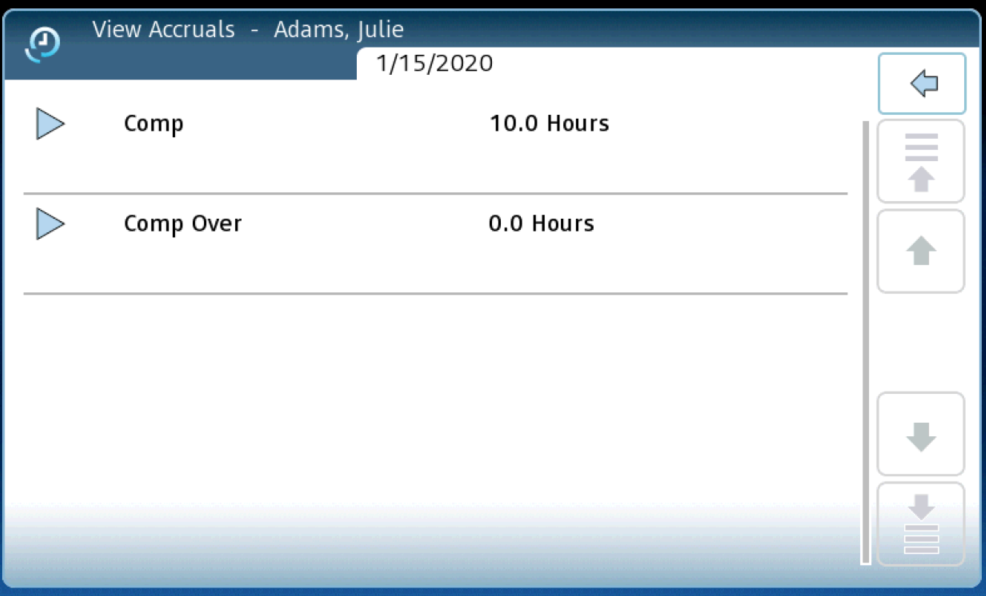 View Accruals - Adams, Julie
1/15/2020
Comp 10.0 Hours
Comp Over 0.0 Hours